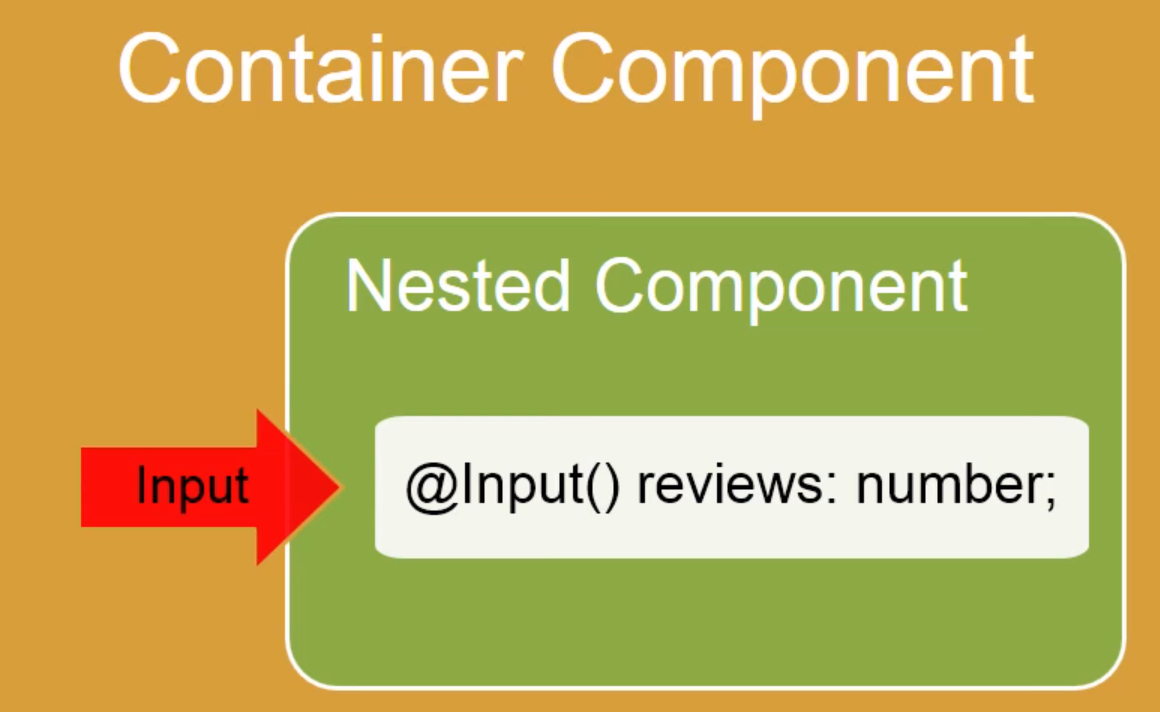 Container Component
Nested Component
Input
@Input() reviews: number;